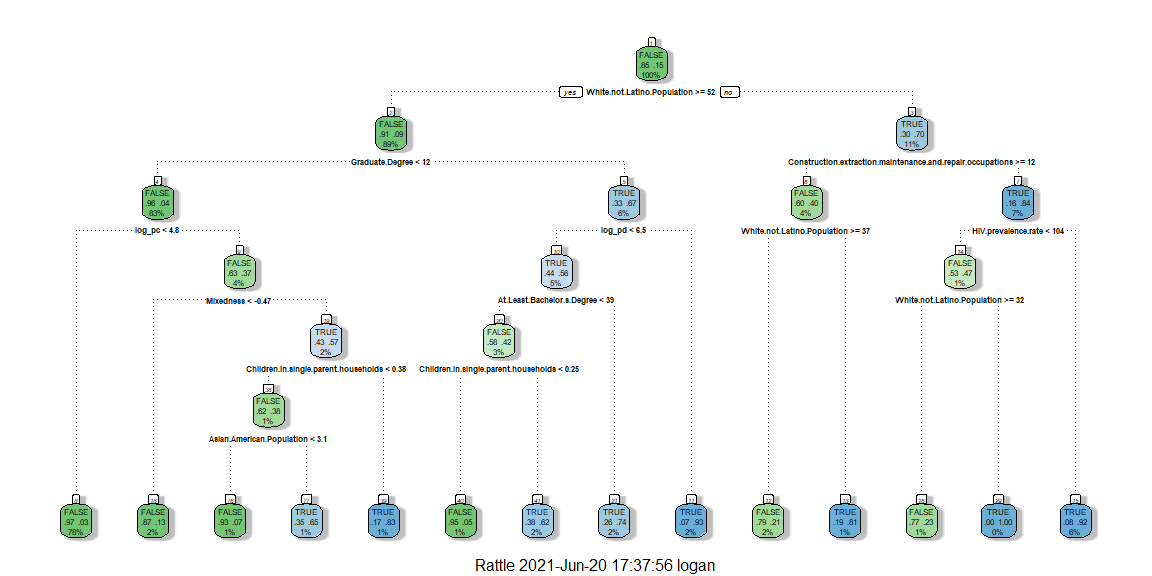 1
FALSE
.85 .15
100%
yes White.not.Latino.Population >= 52 no
2
FALSE
.91 .09
89%
3
TRUE
.30 .70
11%
Graduate.Degree < 12
Construction.extraction.maintenance.and.repair.occupations >= 12
4
FALSE
.96 .04
83%
5
TRUE
.33 .67
6%
6
FALSE
.60 .40
4%
7
TRUE
.16 .84
7%
log_pc < 4.8
log_pd < 6.5
White.not.Latino.Population >= 37
HIV.prevalence.rate < 104
9
FALSE
.63 .37
4%
10
TRUE
.44 .56
5%
14
FALSE
.53 .47
1%
Mixedness < -0.47
At.Least.Bachelor.s.Degree < 39
White.not.Latino.Population >= 32
19
TRUE
.43 .57
2%
20
FALSE
.58 .42
3%
Children.in.single.parent.households < 0.38
Children.in.single.parent.households < 0.25
38
FALSE
.62 .38
1%
Asian.American.Population < 3.1
8
FALSE
.97 .03
78%
18
FALSE
.87 .13
2%
76
FALSE
.93 .07
1%
77
TRUE
.35 .65
1%
39
TRUE
.17 .83
1%
40
FALSE
.95 .05
1%
41
TRUE
.38 .62
2%
21
TRUE
.26 .74
2%
11
TRUE
.07 .93
2%
12
FALSE
.79 .21
2%
13
TRUE
.19 .81
1%
28
FALSE
.77 .23
1%
29
TRUE
.00 1.00
0%
15
TRUE
.08 .92
6%
Rattle 2021-Jun-20 17:37:56 logan